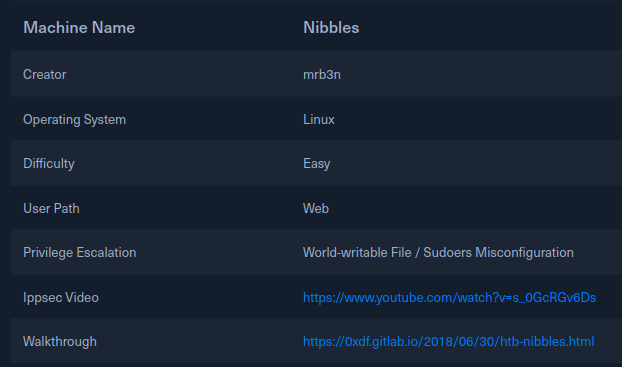 Machine Name Nibbles
Creator mrb3n
Operating System Linux
Difficulty Easy
User Path Web
Privilege Escalation World-writable File / Sudoers Misconfiguration
Ippsec Video https://www.youtube.com/watch?v=s_0GcRGv6Ds
Walkthrough https://0xdf.gitlab.io/2018/06/30/htb-nibbles.html